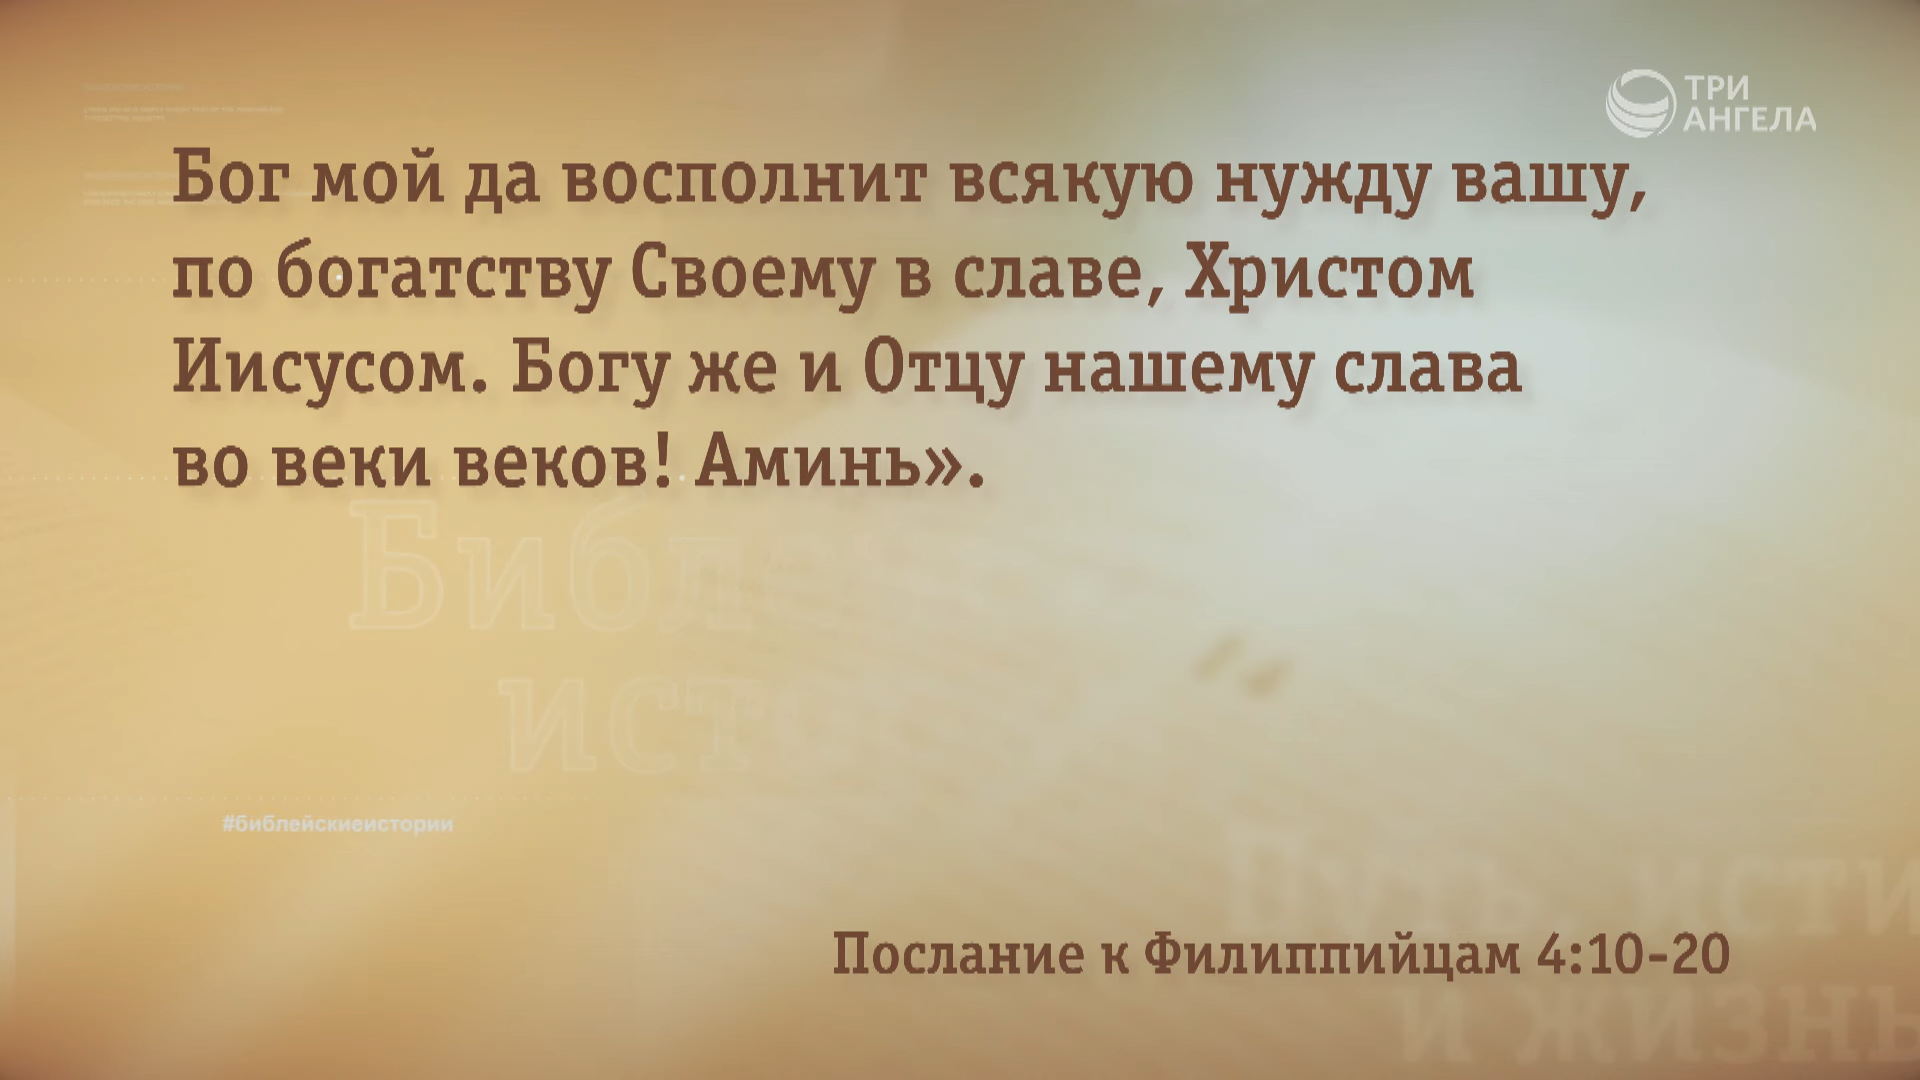 ТРИ
АНГЕЛА
Бог мой да восполнит всякую нужду вашу,
по богатству Своему в славе, Христом
Иисусом. Богу же и Отцу нашему слава
во веки веков! Аминь».
#библейскиеистории
Послание к Филиппийцам 4:10-20
и жизнь